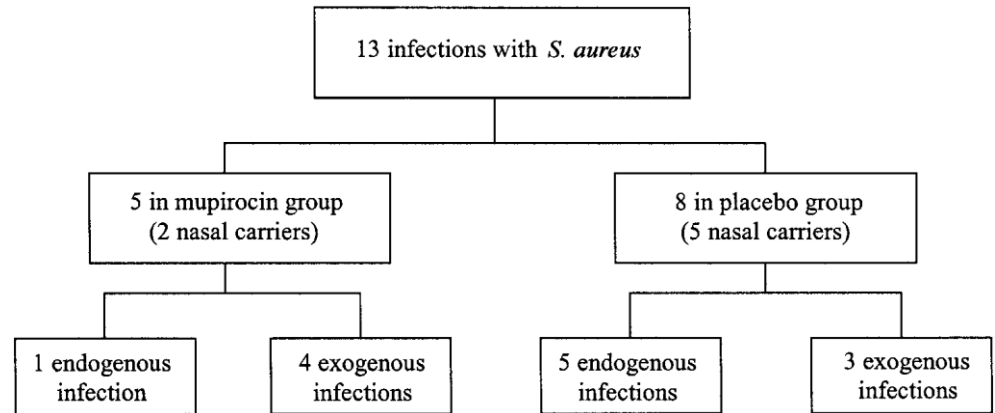 13 infections with S. aureus
5 in mupirocin group
(2 nasal carriers)
8 in placebo group
(5 nasal carriers)
1 endogenous
infection
4 exogenous
infections
5 endogenous
infections
3 exogenous
infections